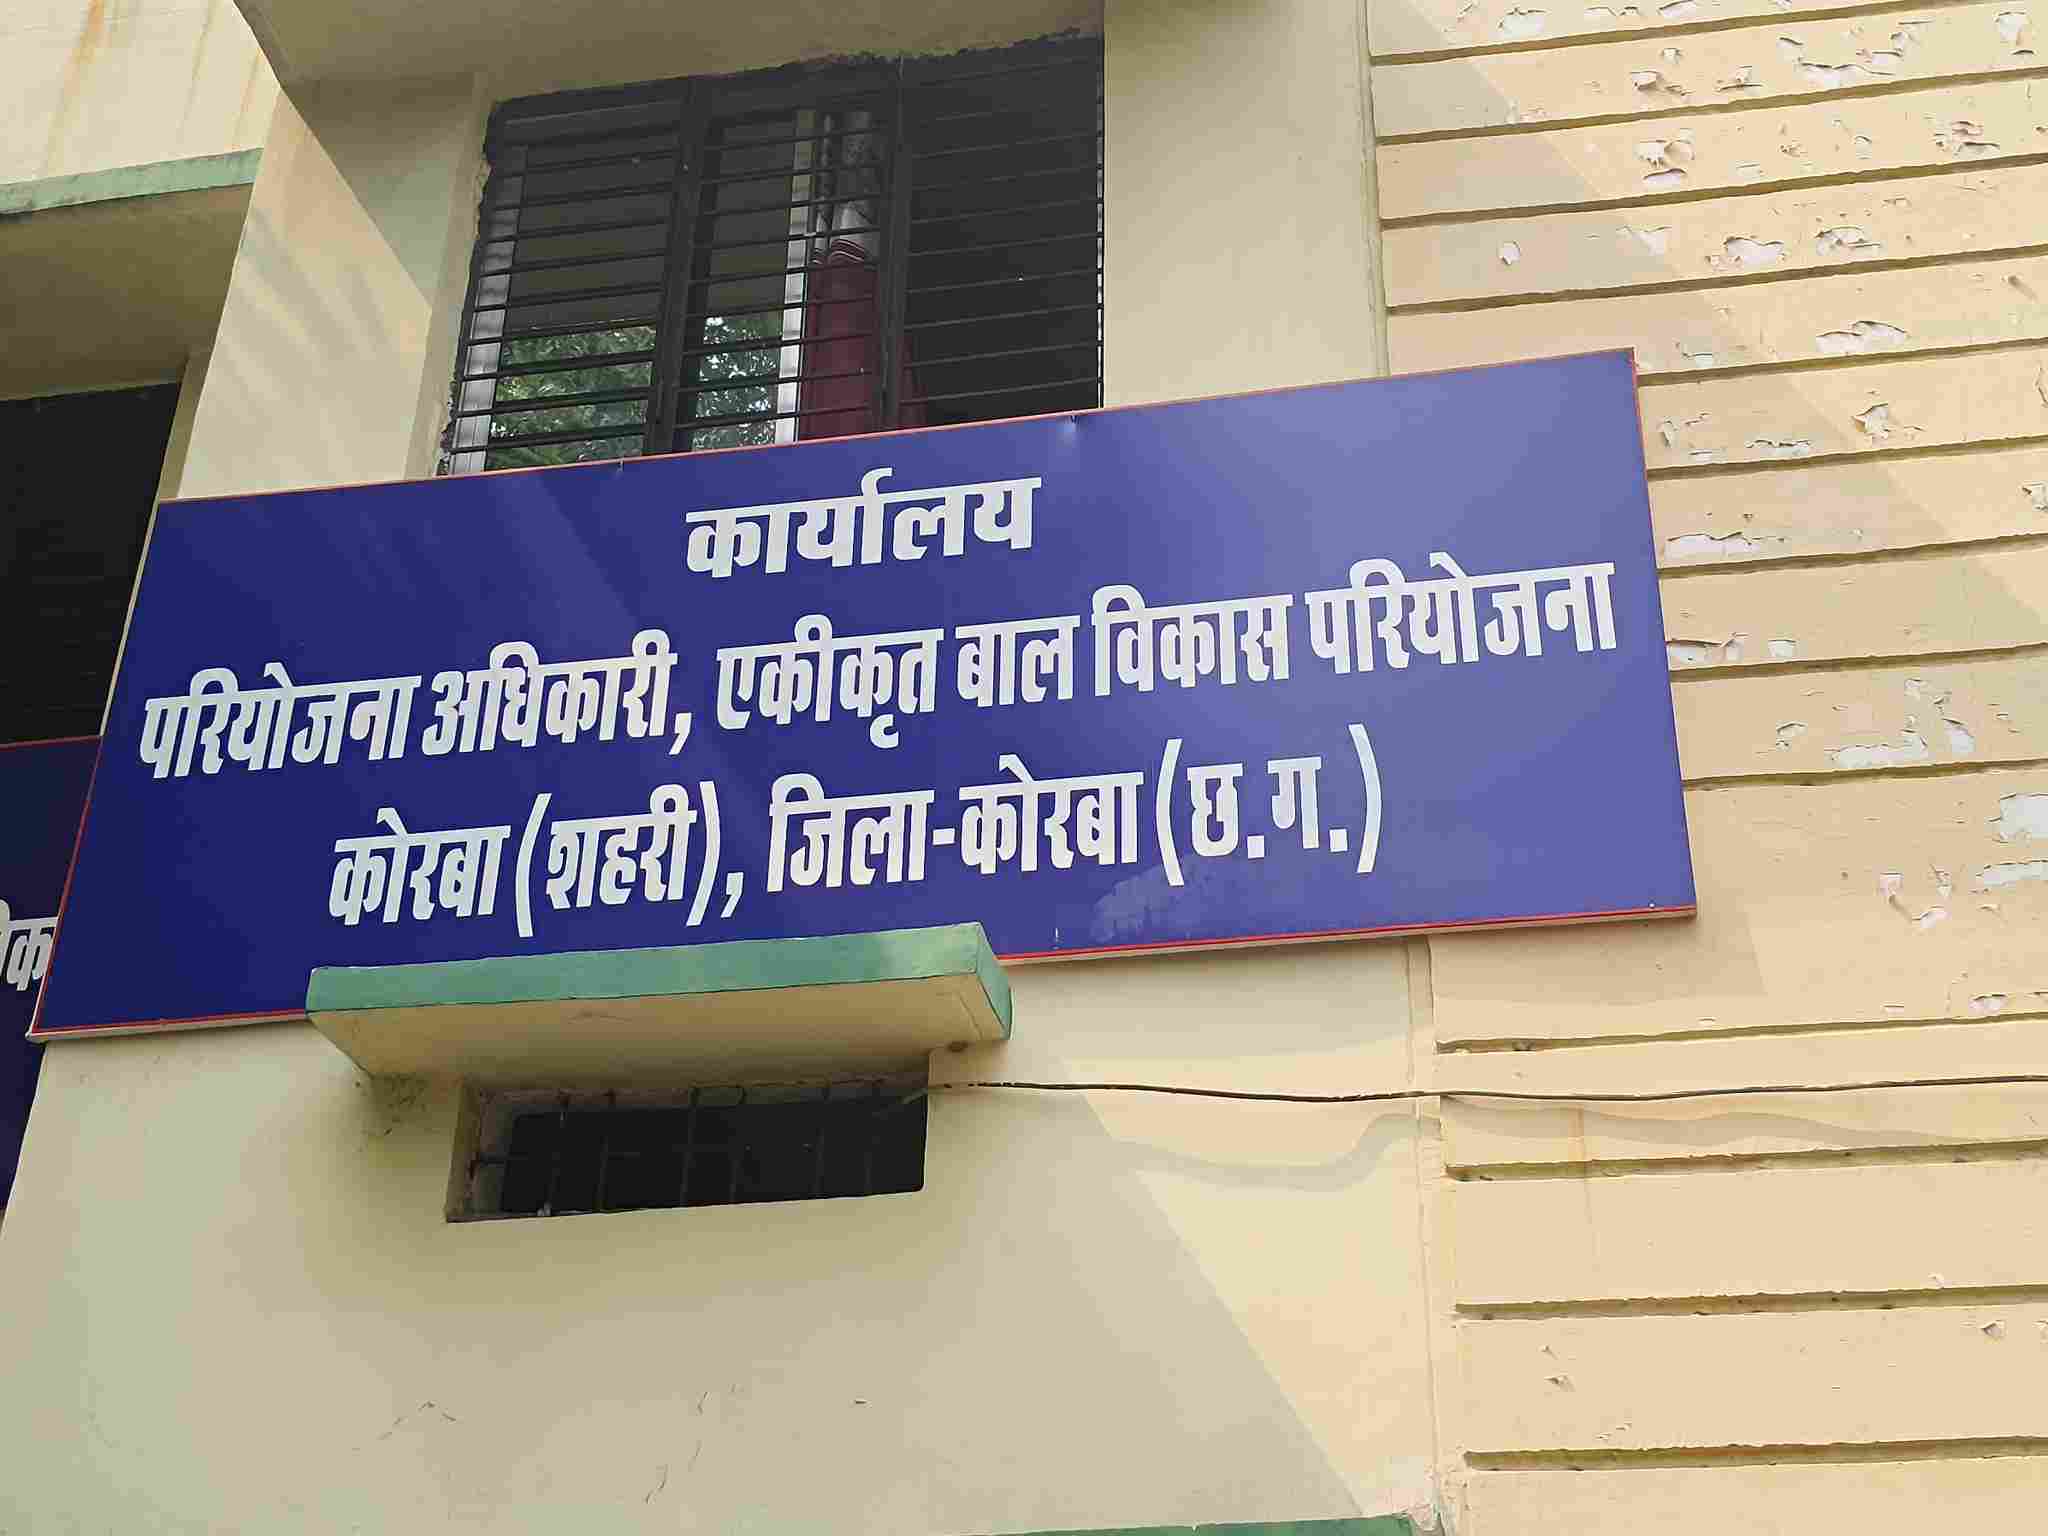 कार्यालय
परियोजना अधिकारी, एकीकृत बाल विकास परियोजना
कोरबा (शहरी), जिला-कोरबा (छ.ग.)